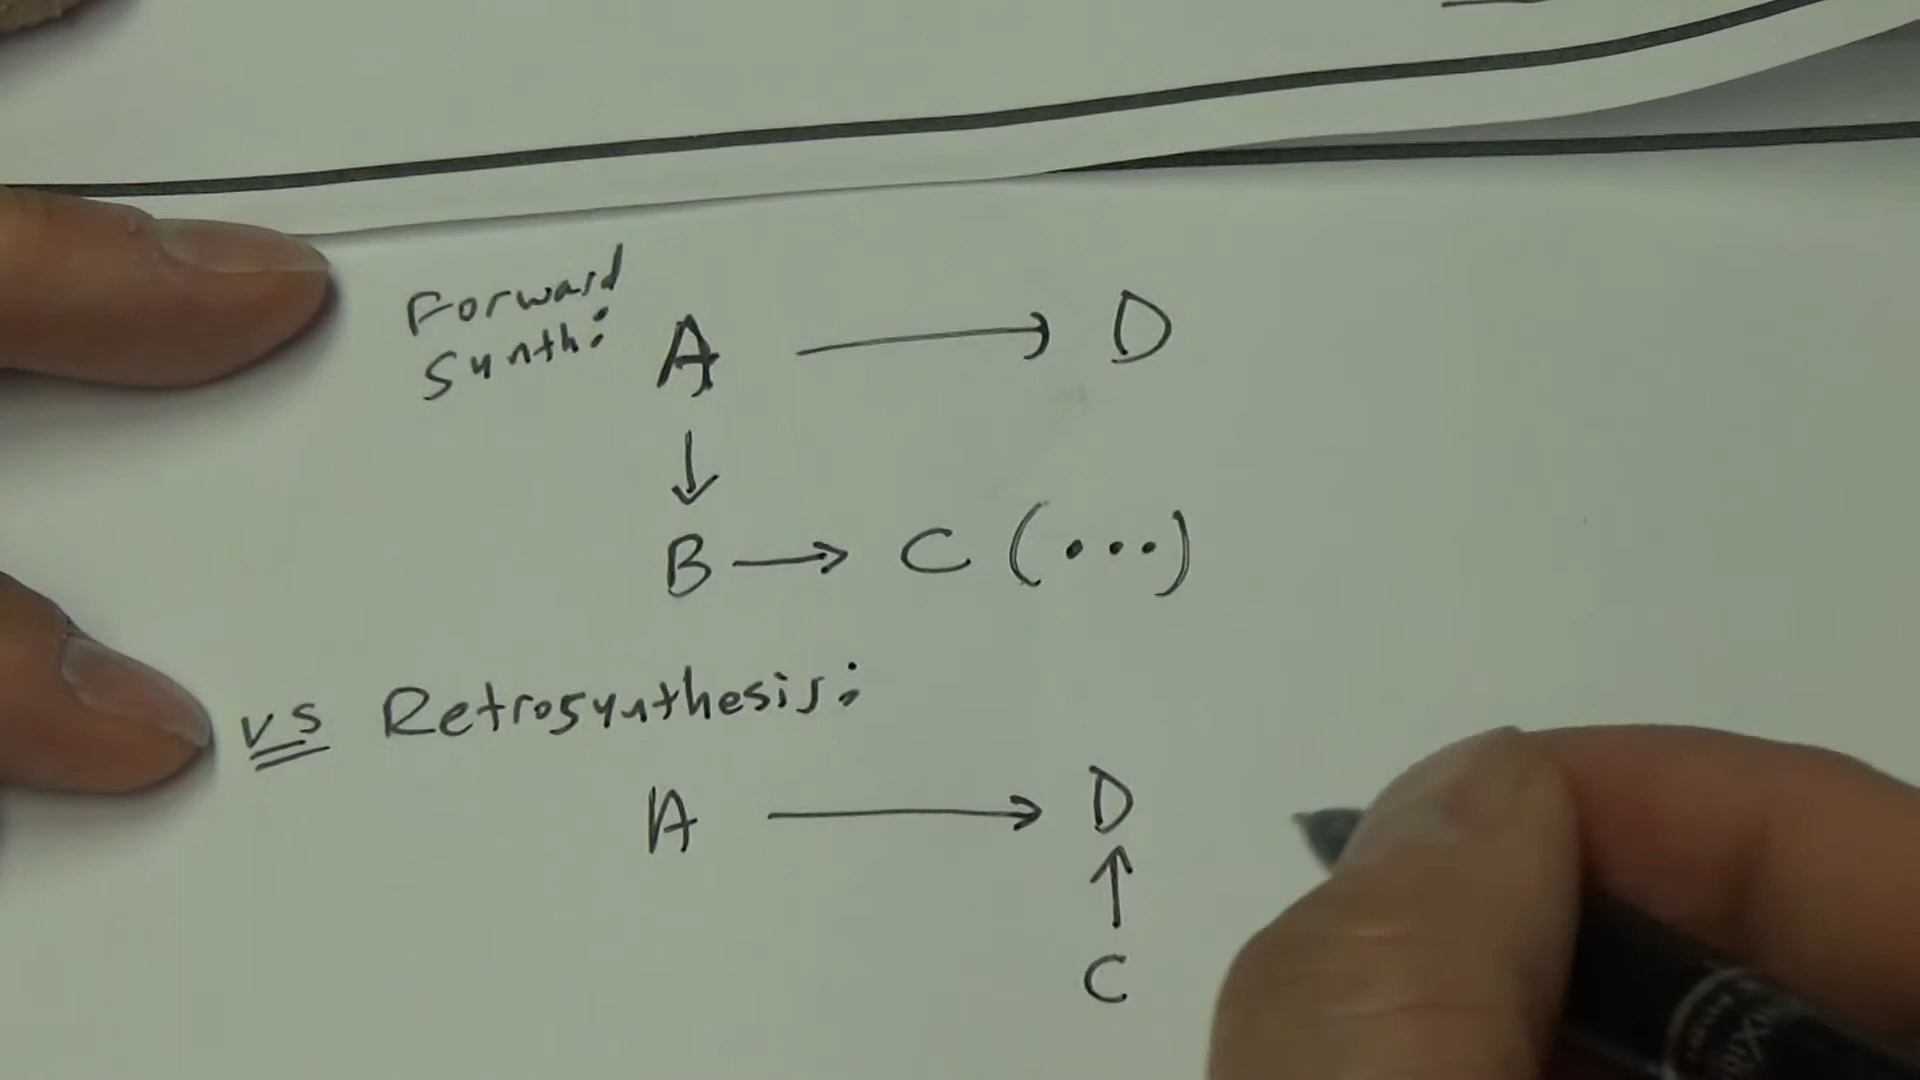 Forward
Synth:
A → D
↓
B → C (...)
vs Retrosynthesis:
A → D
↑
C